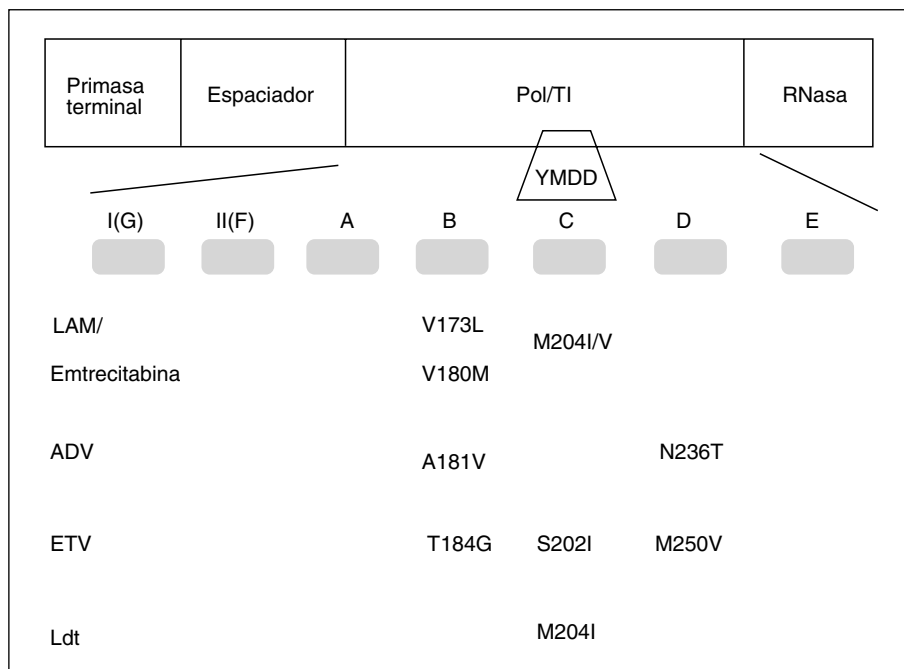 Primasa
terminal
Espaciador
Pol/TI
RNasa
YMDD
I(G) II(F) A B C D E
LAM/ V173L M204I/V
Emtrecitabina V180M
ADV A181V N236T
ETV T184G S202I M250V
Ldt M204I